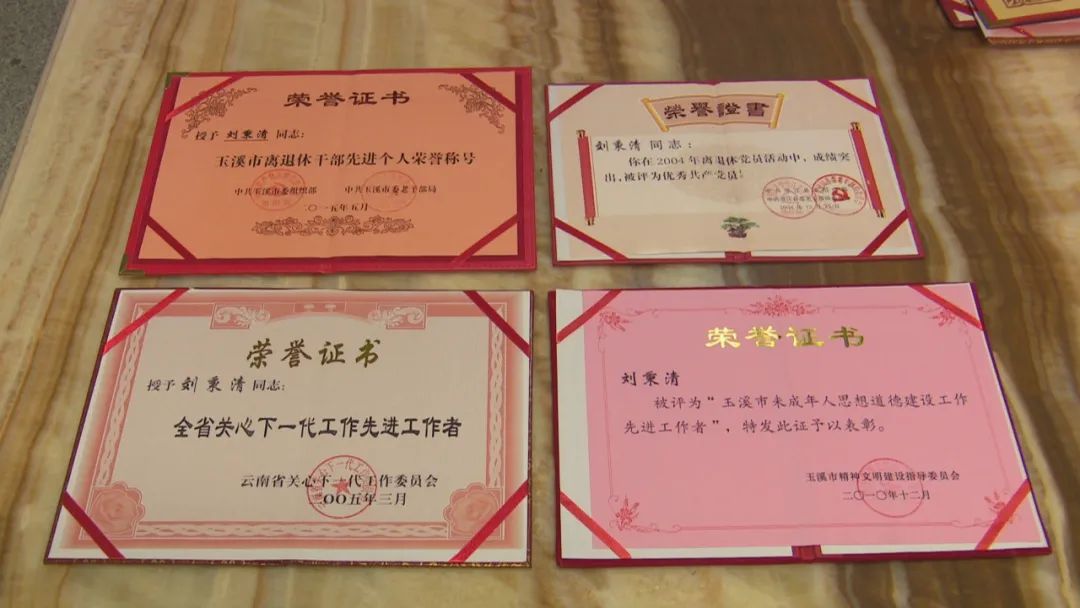 荣誉证书
授予 刘秉清 同志：
玉溪市离退休干部先进个人荣誉称号
中共玉溪市委组织部 中共玉溪市委老干部局
二〇一五年五月
榮譽證書
刘秉清 同志：
你在2004年离退休党员活动中，成绩突
出，被评为优秀共产党员。
荣誉证书
授予 刘秉清 同志：
全省关心下一代工作先进工作者
云南省关心下一代工作委员会
二〇〇五年三月
荣誉证书
刘秉清
被评为“玉溪市未成年人思想道德建设工作
先进工作者”，特发此证予以表彰。
玉溪市精神文明建设指导委员会
二〇一〇年十二月